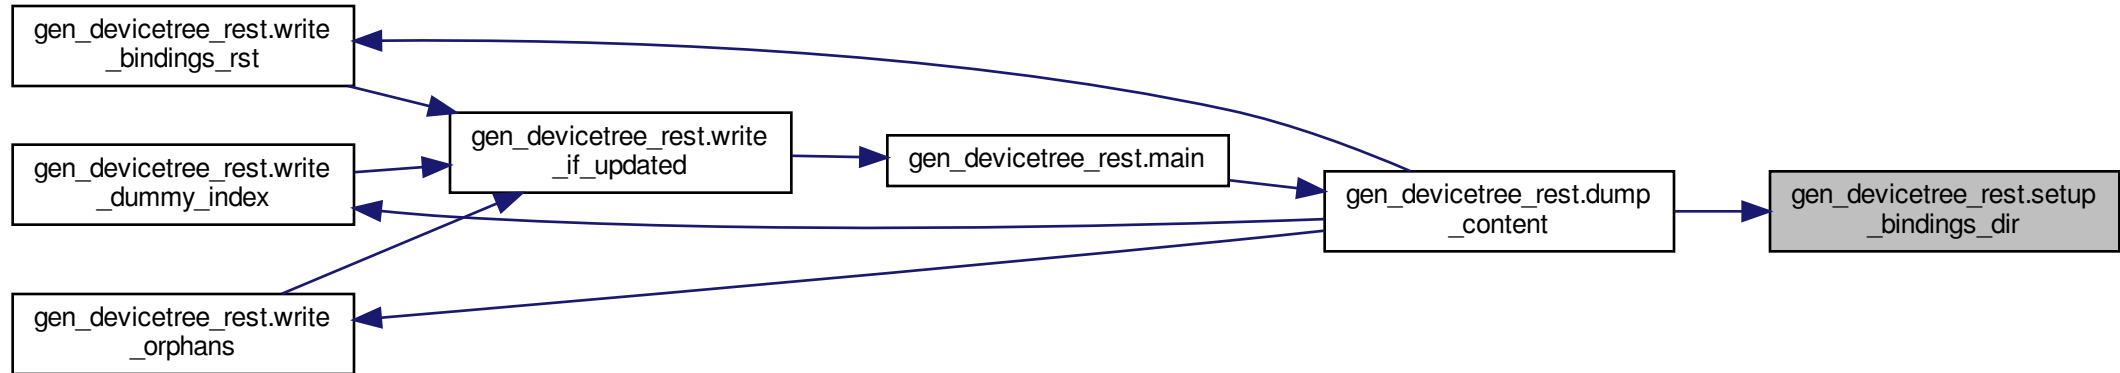 gen_devicetree_rest.write
_bindings_rst
gen_devicetree_rest.write
_dummy_index
gen_devicetree_rest.write
_orphans
gen_devicetree_rest.write
_if_updated
gen_devicetree_rest.main
gen_devicetree_rest.dump
_content
gen_devicetree_rest.setup
_bindings_dir